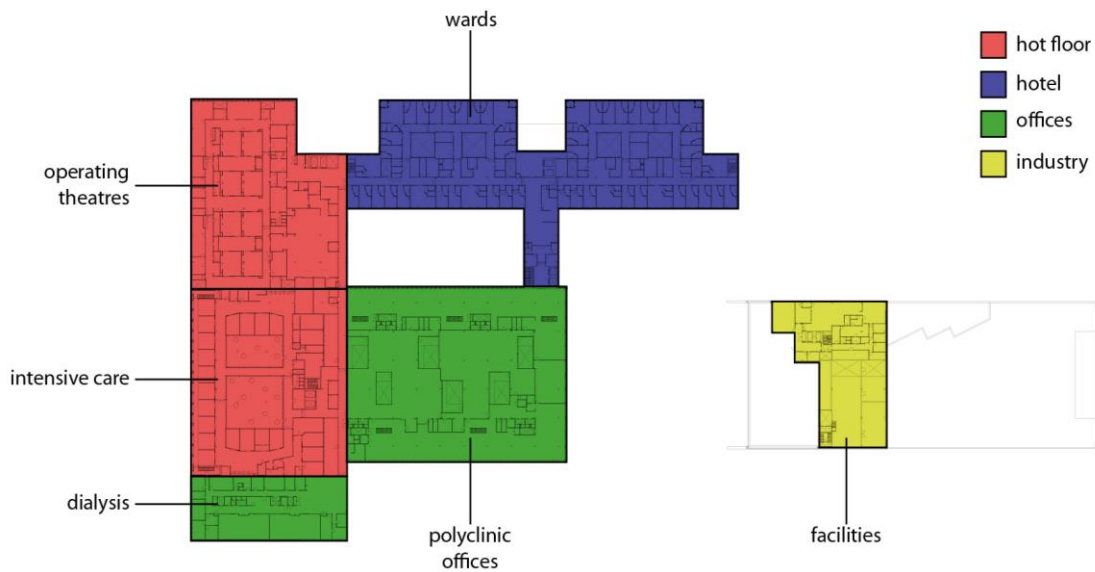 wards
hot floor
hotel
offices
industry
operating
theatres
intensive care
dialysis
polyclinic
offices
facilities